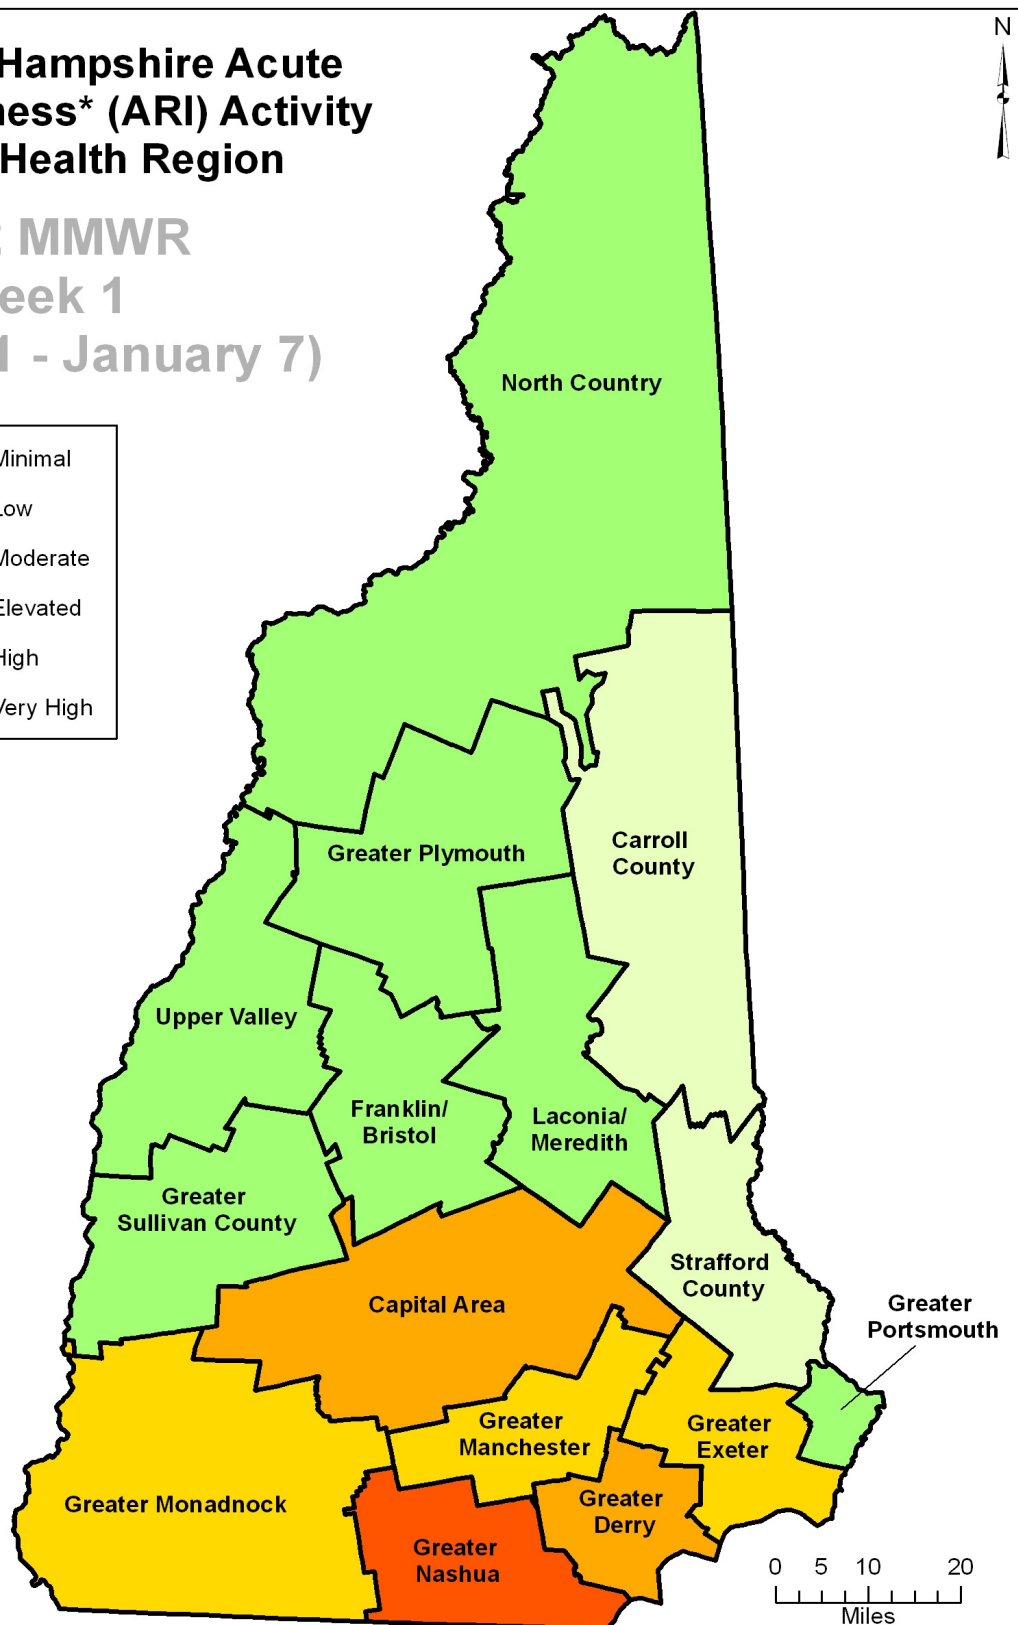 Hampshire Acute
ness* (ARI) Activity
Health Region
: MMWR
eek 1
1 - January 7)
N
Minimal
Low
Moderate
Elevated
High
Very High
North Country
Carroll
County
Greater Plymouth
Upper Valley
Franklin/
Bristol
Laconia/
Meredith
Greater
Sullivan County
Strafford
County
Capital Area
Greater
Portsmouth
Greater
Manchester
Greater
Exeter
Greater Monadnock
Greater
Derry
Greater
Nashua
0 5 10 20
Miles